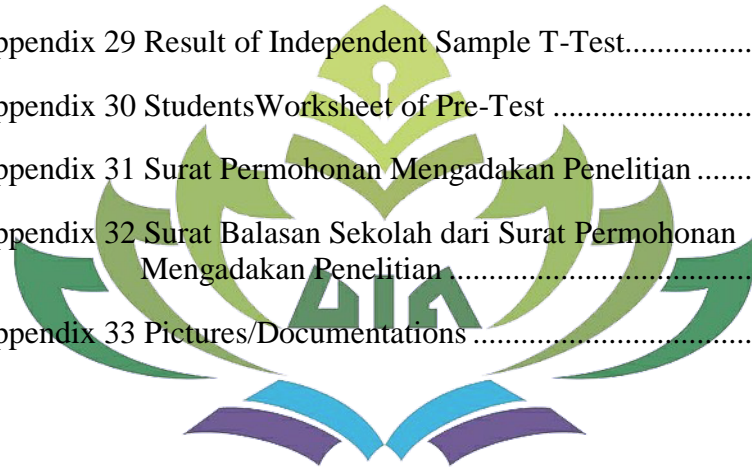 ppendix 29 Result of Independent Sample T-Test.................
ppendix 30 StudentsWorksheet of Pre-Test ..........................
ppendix 31 Surat Permohonan Mengadakan Penelitian .......
ppendix 32 Surat Balasan Sekolah dari Surat Permohonan
Mengadakan Penelitian .......................................
ppendix 33 Pictures/Documentations ...................................